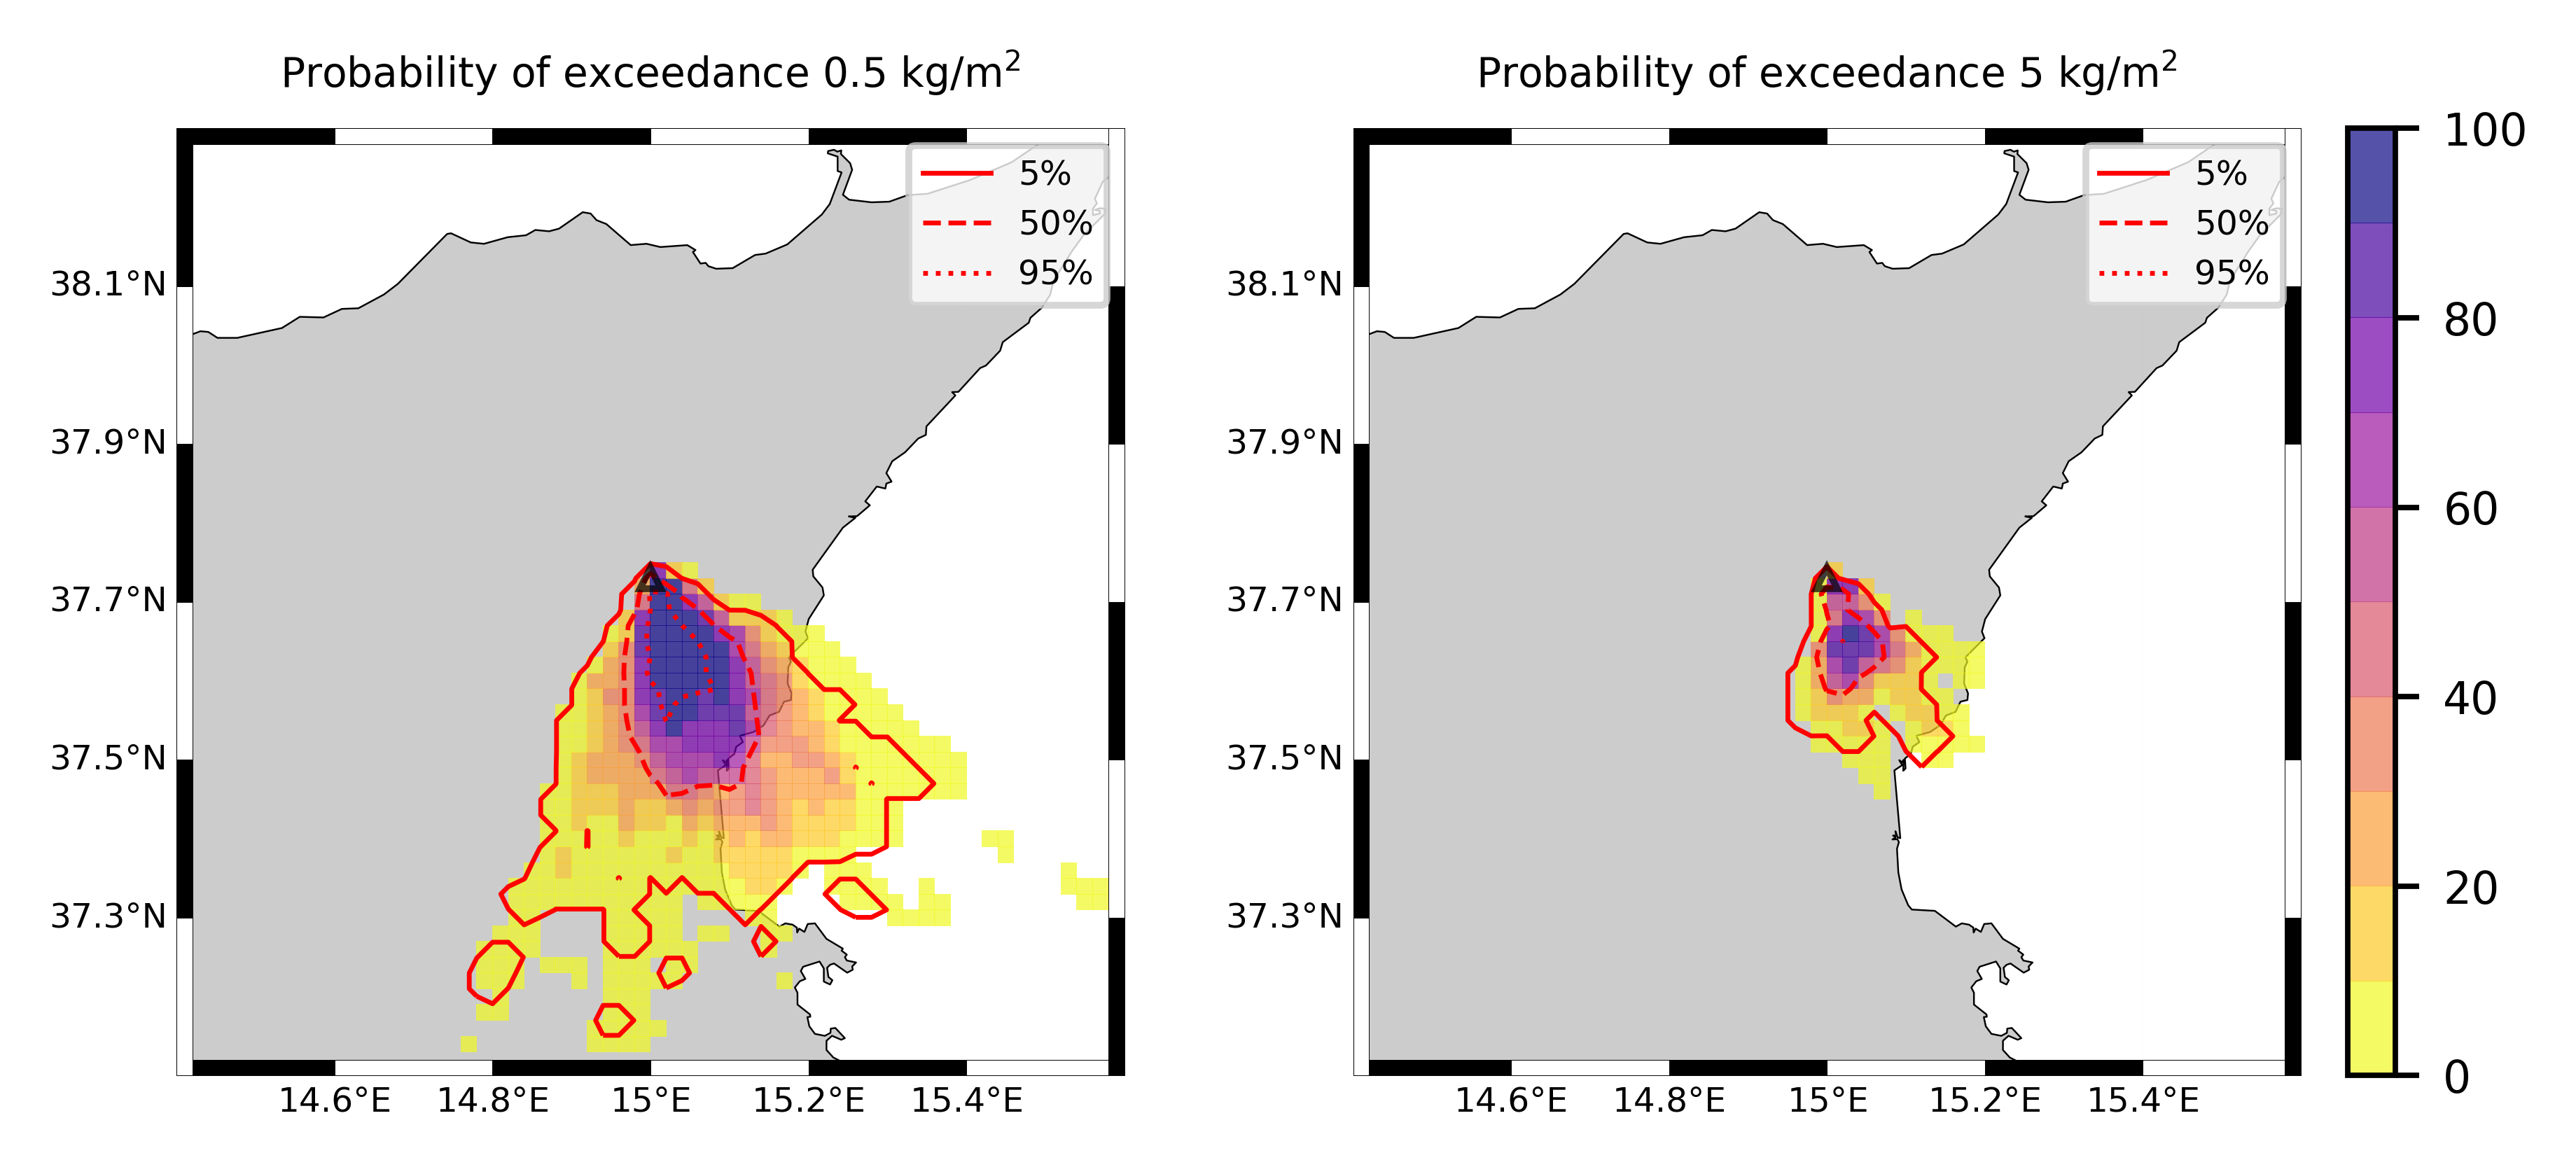 Probability of exceedance 0.5 kg/m²
5%
50%
95%
38.1°N
37.9°N
37.7°N
37.5°N
37.3°N
14.6°E
14.8°E
15°E
15.2°E
15.4°E
Probability of exceedance 5 kg/m²
5%
50%
95%
38.1°N
37.9°N
37.7°N
37.5°N
37.3°N
14.6°E
14.8°E
15°E
15.2°E
15.4°E
100
80
60
40
20
0